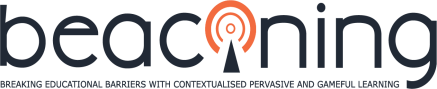 beaconing
BREAKING EDUCATIONAL BARRIERS WITH CONTEXTUALISED PERVASIVE AND GAMEFUL LEARNING